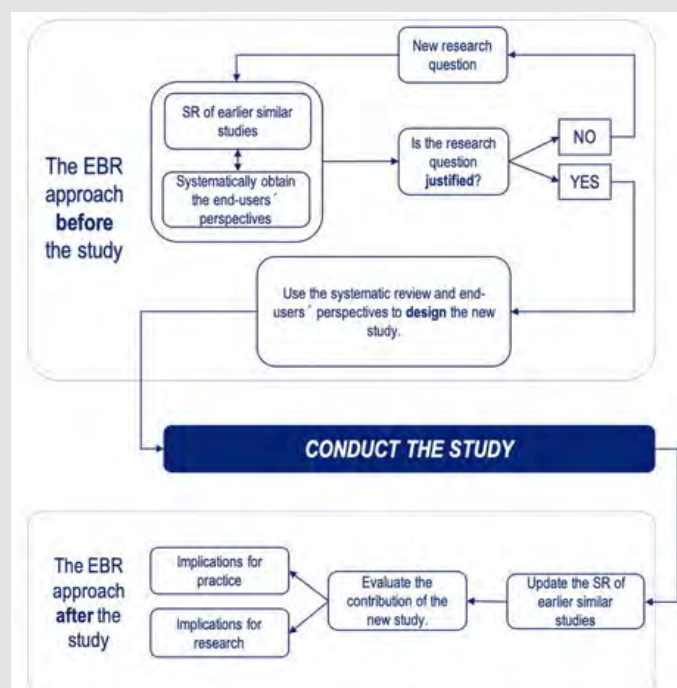 The EBR
approach
before
the study
New research
question
SR of earlier similar
studies
Systematically obtain
the end-users´
perspectives
Is the research
question
justified?
NO
YES
Use the systematic review and end-
users´ perspectives to design the new
study.
CONDUCT THE STUDY
The EBR
approach
after the
study
Implications for
practice
Implications for
research
Evaluate the
contribution of the
new study.
Update the SR of
earlier similar
studies